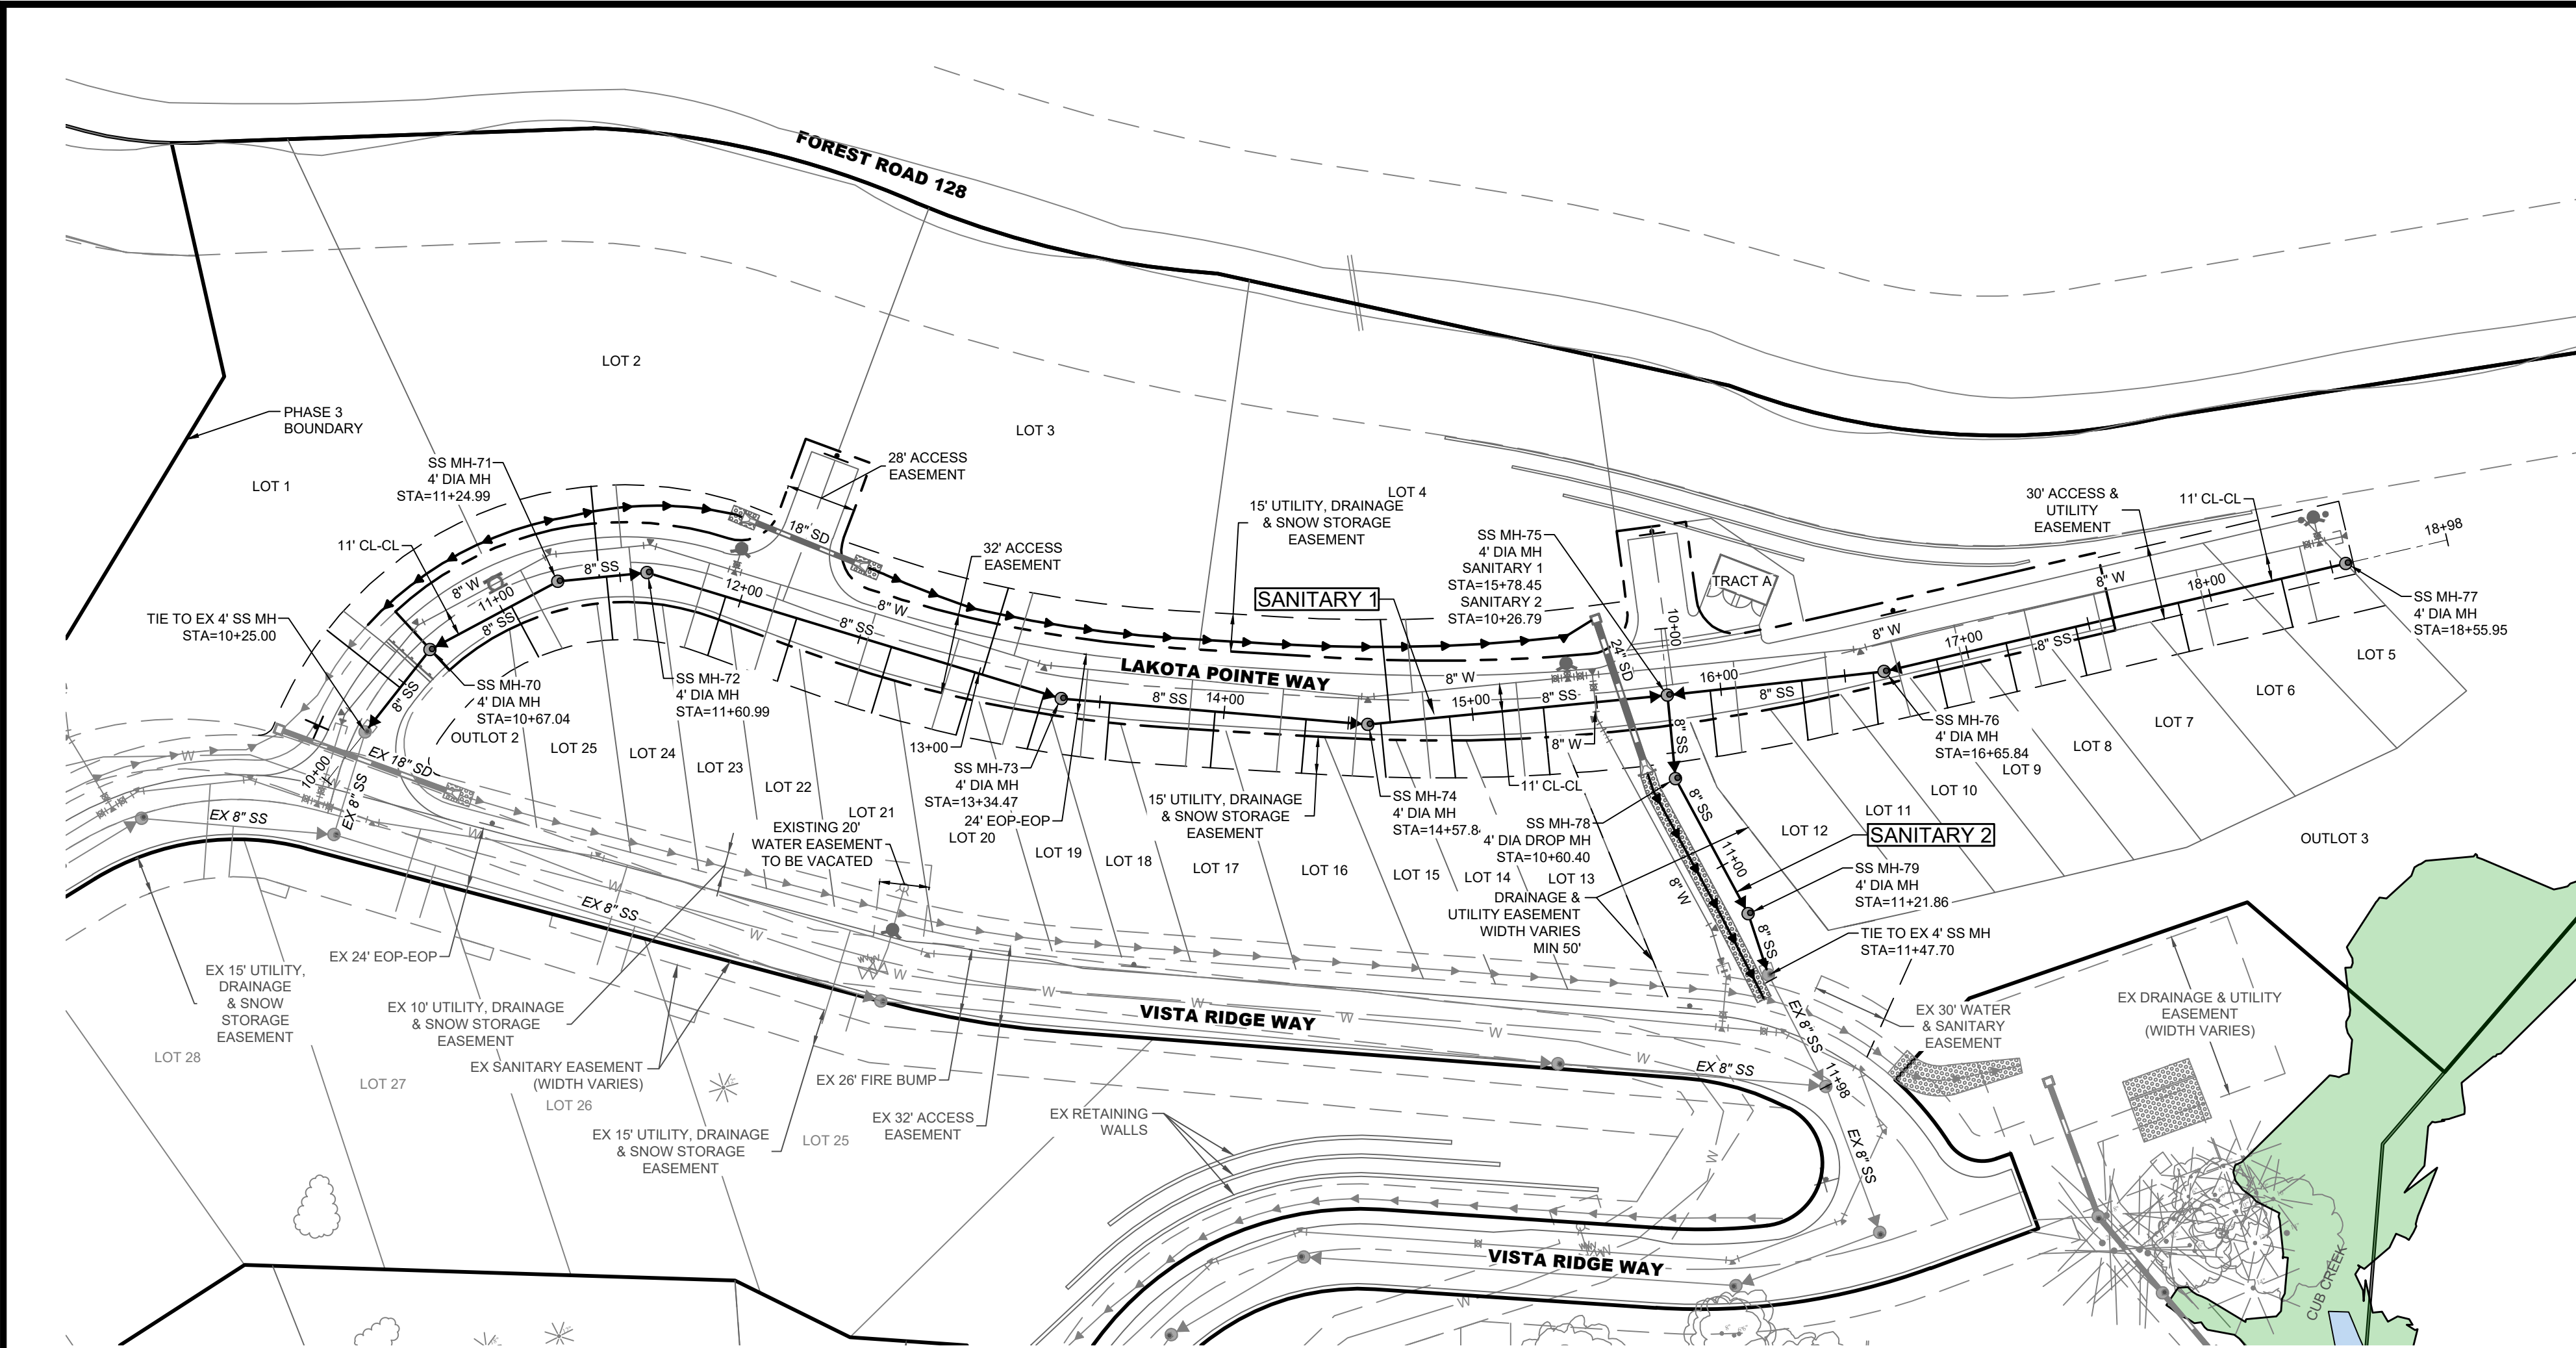 FOREST ROAD 128
LOT 2
LOT 3
PHASE 3
BOUNDARY
LOT 1
SS MH-71
4' DIA MH
STA=11+24.99
28' ACCESS
EASEMENT
18" SD
LOT 4
15' UTILITY, DRAINAGE
& SNOW STORAGE
EASEMENT
SS MH-75
4' DIA MH
SANITARY 1
STA=15+78.45
SANITARY 2
STA=10+26.79
30' ACCESS &
UTILITY
EASEMENT
11' CL-CL
18+98
11' CL-CL
8" SS
8" W
11+00
8" SS
12+00
32' ACCESS
EASEMENT
8" W
8" SS
SANITARY 1
TRACT A
10+00
24" SD
8" W
18+00
SS MH-77
4' DIA MH
STA=18+55.95
TIE TO EX 4' SS MH
STA=10+25.00
8" SS
SS MH-70
4' DIA MH
STA=10+67.04
OUTLOT 2
SS MH-72
4' DIA MH
STA=11+60.99
LAKOTA POINTE WAY
8" SS
14+00
8" W
15+00
8" SS
16+00
8" SS
8" W
17+00
8" SS
LOT 5
LOT 6
LOT 7
LOT 8
LOT 9
LOT 10
LOT 11
LOT 12
SS MH-76
4' DIA MH
STA=16+65.84
LOT 25
LOT 24
LOT 23
LOT 22
LOT 21
LOT 20
LOT 19
LOT 18
LOT 17
LOT 16
LOT 15
LOT 14
LOT 13
13+00
SS MH-73
4' DIA MH
STA=13+34.47
24' EOP-EOP
15' UTILITY, DRAINAGE
& SNOW STORAGE
EASEMENT
SS MH-74
4' DIA MH
STA=14+57.8
11' CL-CL
8" W
8" SS
SS MH-78
4' DIA DROP MH
STA=10+60.40
8" SS
11+00
SANITARY 2
SS MH-79
4' DIA MH
STA=11+21.86
8" SS
8" W
DRAINAGE &
UTILITY EASEMENT
WIDTH VARIES
MIN 50'
TIE TO EX 4' SS MH
STA=11+47.70
OUTLOT 3
EX 18" SD
10+00
EX 8" SS
EX 8" SS
W
W
EXISTING 20'
WATER EASEMENT
TO BE VACATED
W
EX 8" SS
W
W
W
W
W
W
W
VISTA RIDGE WAY
EX 8" SS
EX 8" SS
11+98
EX 8" SS
EX 30' WATER
& SANITARY
EASEMENT
EX DRAINAGE & UTILITY
EASEMENT
(WIDTH VARIES)
EX 15' UTILITY,
DRAINAGE
& SNOW
STORAGE
EASEMENT
EX 24' EOP-EOP
EX 10' UTILITY, DRAINAGE
& SNOW STORAGE
EASEMENT
EX SANITARY EASEMENT
(WIDTH VARIES)
LOT 28
LOT 27
LOT 26
LOT 25
EX 15' UTILITY, DRAINAGE
& SNOW STORAGE
EASEMENT
EX 26' FIRE BUMP
EX 32' ACCESS
EASEMENT
EX RETAINING
WALLS
W
VISTA RIDGE WAY
W
CUB CREEK